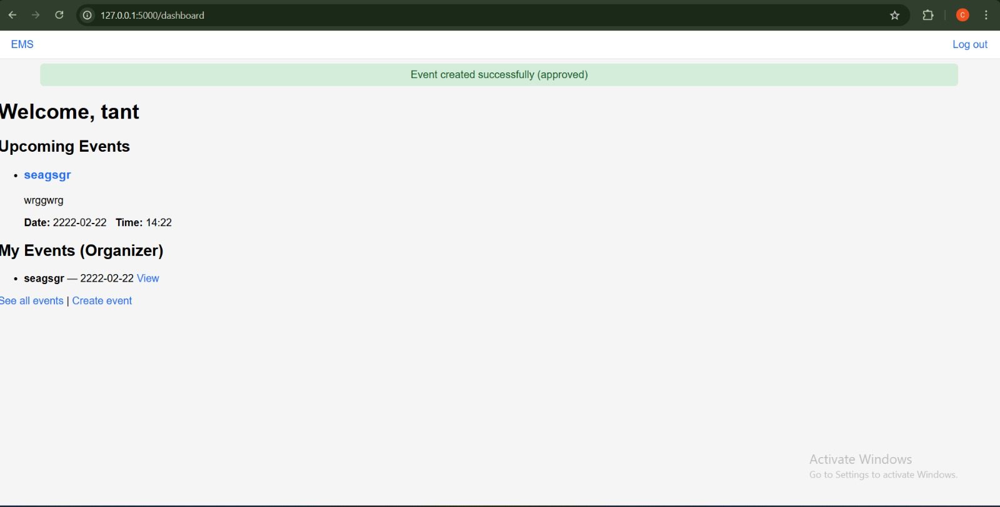 127.0.0.1:5000/dashboard
C
EMS Log out
Event created successfully (approved)
Welcome, tant
Upcoming Events
• seagsgr
wrggwrg
Date: 2222-02-22 Time: 14:22
My Events (Organizer)
• seagsgr — 2222-02-22 View
See all events | Create event
Activate Windows
Go to Settings to activate Windows.